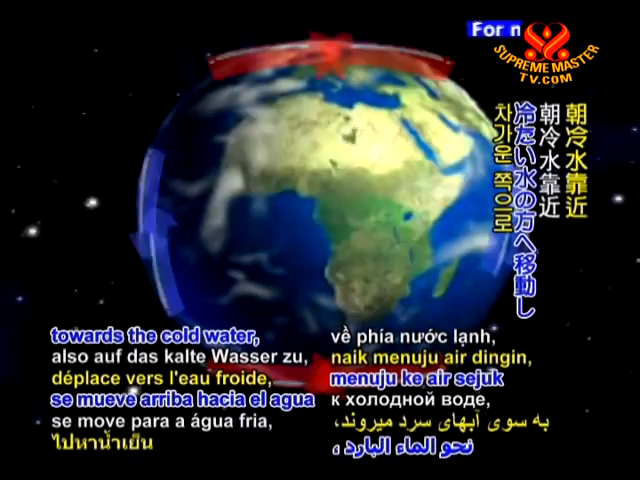 For n
SUPREME MASTER
TV.COM
朝冷水靠近
朝冷水靠近
冷たい水の方へ移動し
차가운 쪽으로
towards the cold water,
also auf das kalte Wasser zu,
déplace vers l'eau froide,
se mueve arriba hacia el agua
se move para a água fria,
ไปหาน้ำเย็น
về phía nước lạnh,
naik menuju air dingin,
menuju ke air sejuk
к холодной воде,
به سوی آبهای سرد میروند،
نحو الماء البارد ،